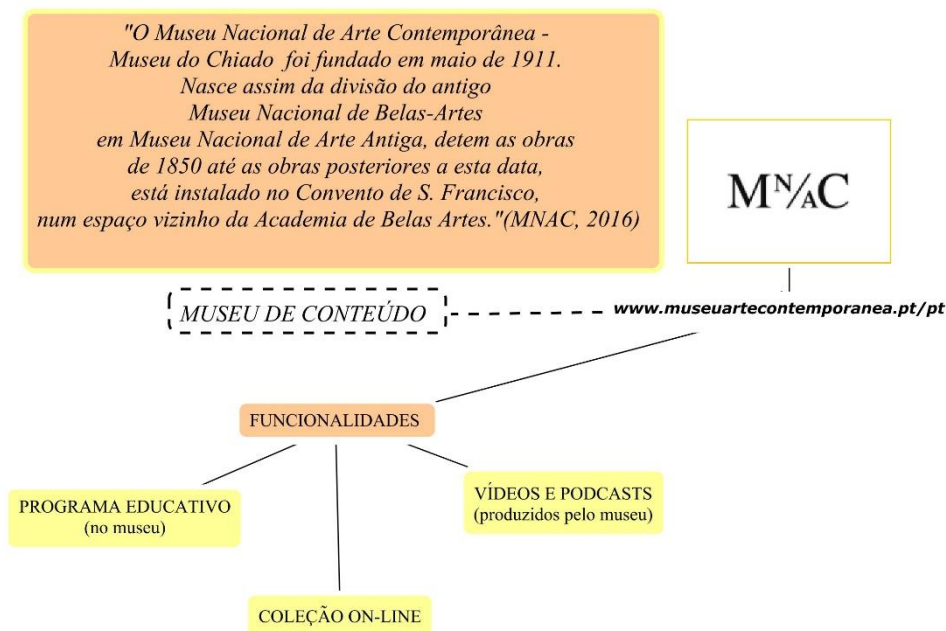 "O Museu Nacional de Arte Contemporânea -
Museu do Chiado foi fundado em maio de 1911.
Nasce assim da divisão do antigo
Museu Nacional de Belas-Artes
em Museu Nacional de Arte Antiga, detem as obras
de 1850 até as obras posteriores a esta data,
está instalado no Convento de S. Francisco,
num espaço vizinho da Academia de Belas Artes."(MNAC, 2016)
MN/AC
MUSEU DE CONTEÚDO
www.museuartecontemporanea.pt/pt
FUNCIONALIDADES
PROGRAMA EDUCATIVO
(no museu)
VÍDEOS E PODCASTS
(produzidos pelo museu)
COLEÇÃO ON-LINE